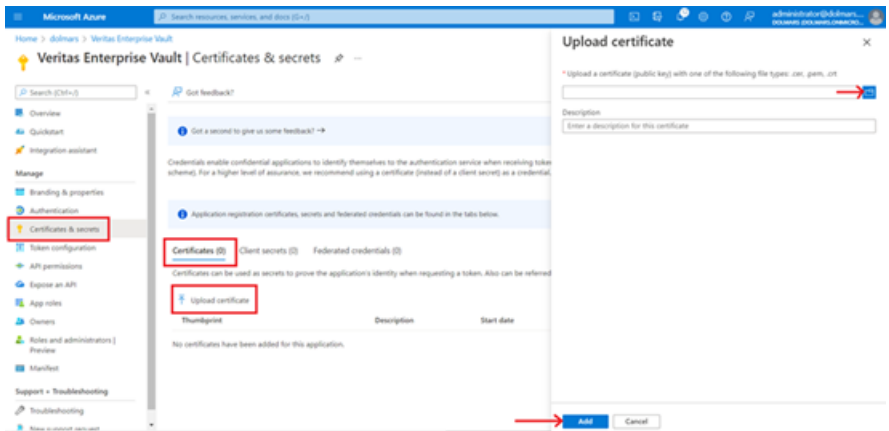 Microsoft Azure
Search resources, services, and docs (G+/)
administrator@dolmars...
Home > dolmars > Veritas Enterprise Vault
Veritas Enterprise Vault | Certificates & secrets
Search (Ctrl+/)
Got feedback?
Overview
Quickstart
Integration assistant
Manage
Branding & properties
Authentication
Certificates & secrets
Token configuration
API permissions
Expose an API
App roles
Owners
Roles and administrators |
Preview
Manifest
Support + Troubleshooting
Troubleshooting
New support request
Got a second to give us some feedback?
Credentials enable confidential applications to identify themselves to the authentication service when receiving token
scheme). For a higher level of assurance, we recommend using a certificate (instead of a client secret) as a credential.
Application registration certificates, secrets and federated credentials can be found in the tabs below.
Certificates (0) Client secrets (0) Federated credentials (0)
Certificates can be used as secrets to prove the application's identity when requesting a token. Also can be referred
Upload certificate
Thumbprint Description Start date
No certificates have been added for this application.
Upload certificate
* Upload a certificate (public key) with one of the following file types: .cer, .pem, .crt
Description
Enter a description for this certificate
Add Cancel